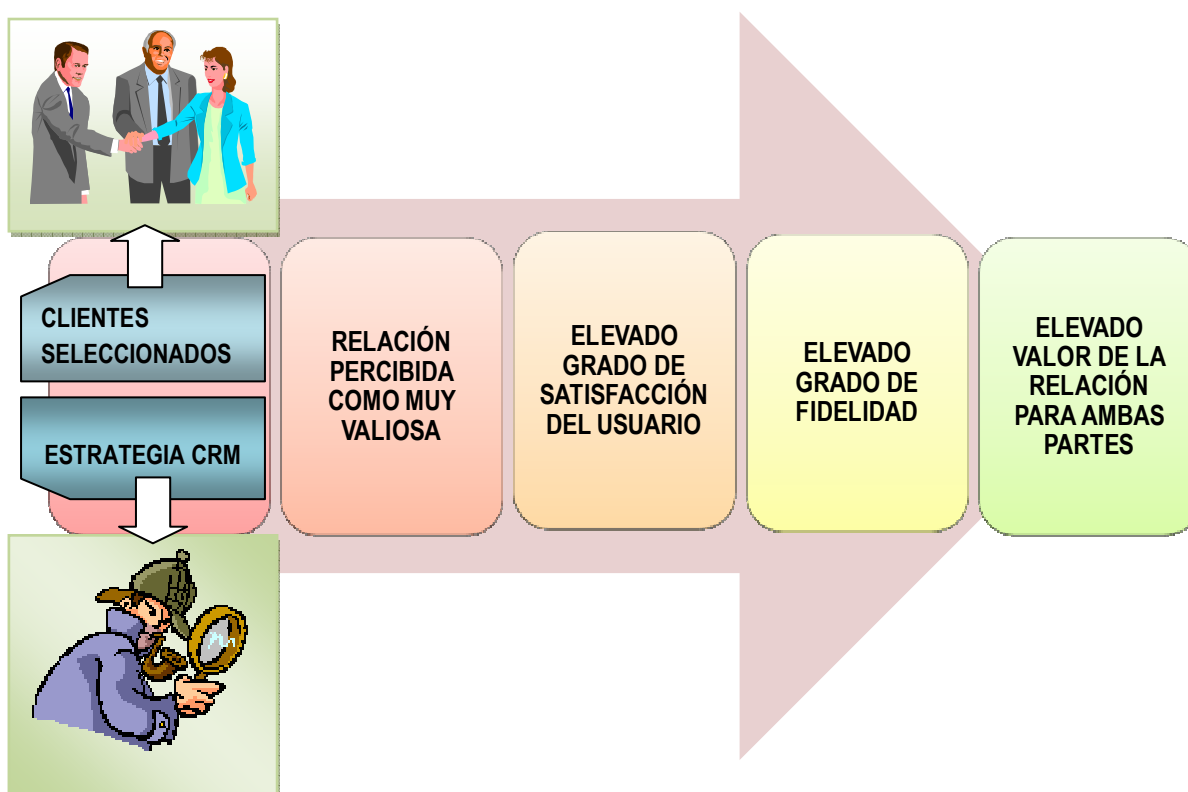 CLIENTES
SELECCIONADOS
ESTRATEGIA CRM
RELACIÓN
PERCIBIDA
COMO MUY
VALIOSA
ELEVADO
GRADO DE
SATISFACCIÓN
DEL USUARIO
ELEVADO
GRADO DE
FIDELIDAD
ELEVADO
VALOR DE LA
RELACIÓN
PARA AMBAS
PARTES